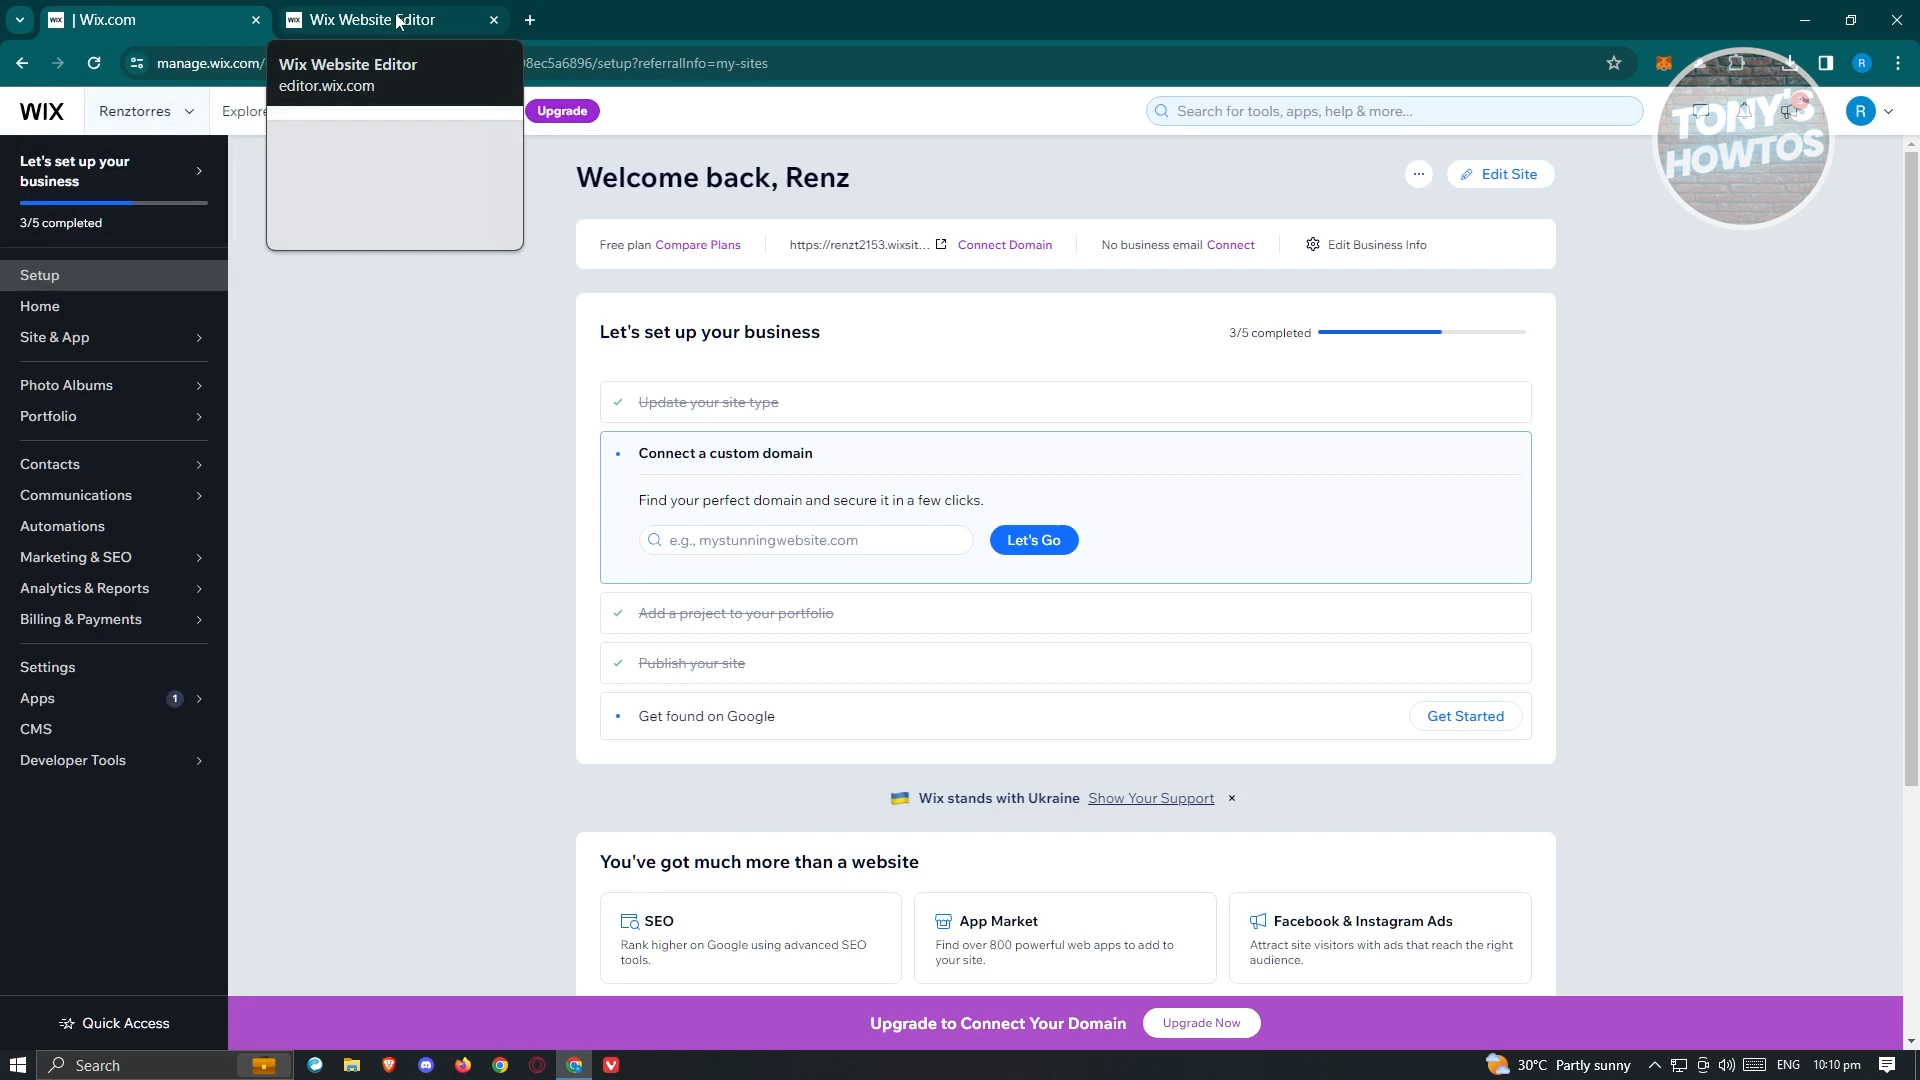 | Wix.com
Wix Website Editor
manage.wix.com/
98ec5a6896/setup?referralInfo=my-sites
Wix Website Editor
editor.wix.com
WIX
Renztorres
Explore
Upgrade
Search for tools, apps, help & more...
R
TONY'S
HOWTOS
Let's set up your
business
3/5 completed
Setup
Home
Site & App
Photo Albums
Portfolio
Contacts
Communications
Automations
Marketing & SEO
Analytics & Reports
Billing & Payments
Settings
Apps 1
CMS
Developer Tools
Quick Access
Welcome back, Renz
Edit Site
Free plan Compare Plans
https://renzt2153.wixsit... Connect Domain
No business email Connect
Edit Business Info
Let's set up your business
3/5 completed
Update your site type
Connect a custom domain
Find your perfect domain and secure it in a few clicks.
e.g., mystunningwebsite.com
Let's Go
Add a project to your portfolio
Publish your site
Get found on Google
Get Started
Wix stands with Ukraine Show Your Support
You've got much more than a website
SEO
Rank higher on Google using advanced SEO
tools.
App Market
Find over 800 powerful web apps to add to
your site.
Facebook & Instagram Ads
Attract site visitors with ads that reach the right
audience.
Upgrade to Connect Your Domain
Upgrade Now
Search
30°C Partly sunny
ENG
10:10 pm